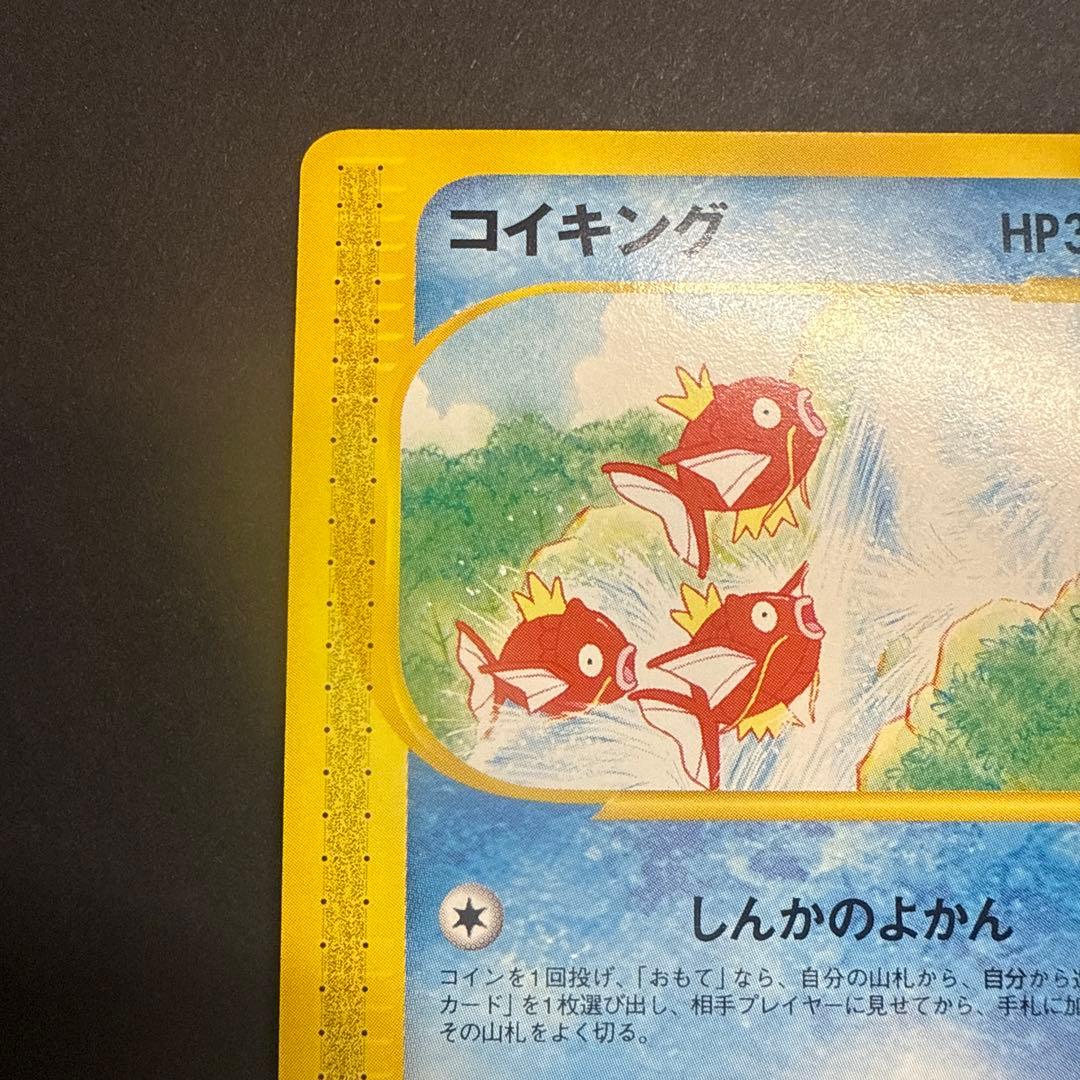 コイキング HP3
しんかのよかん
コインを1回投げ、「おもて」なら、自分の山札から、自分から進
カード」を1枚選び出し、相手プレイヤーに見せてから、手札に加
その山札をよく切る。